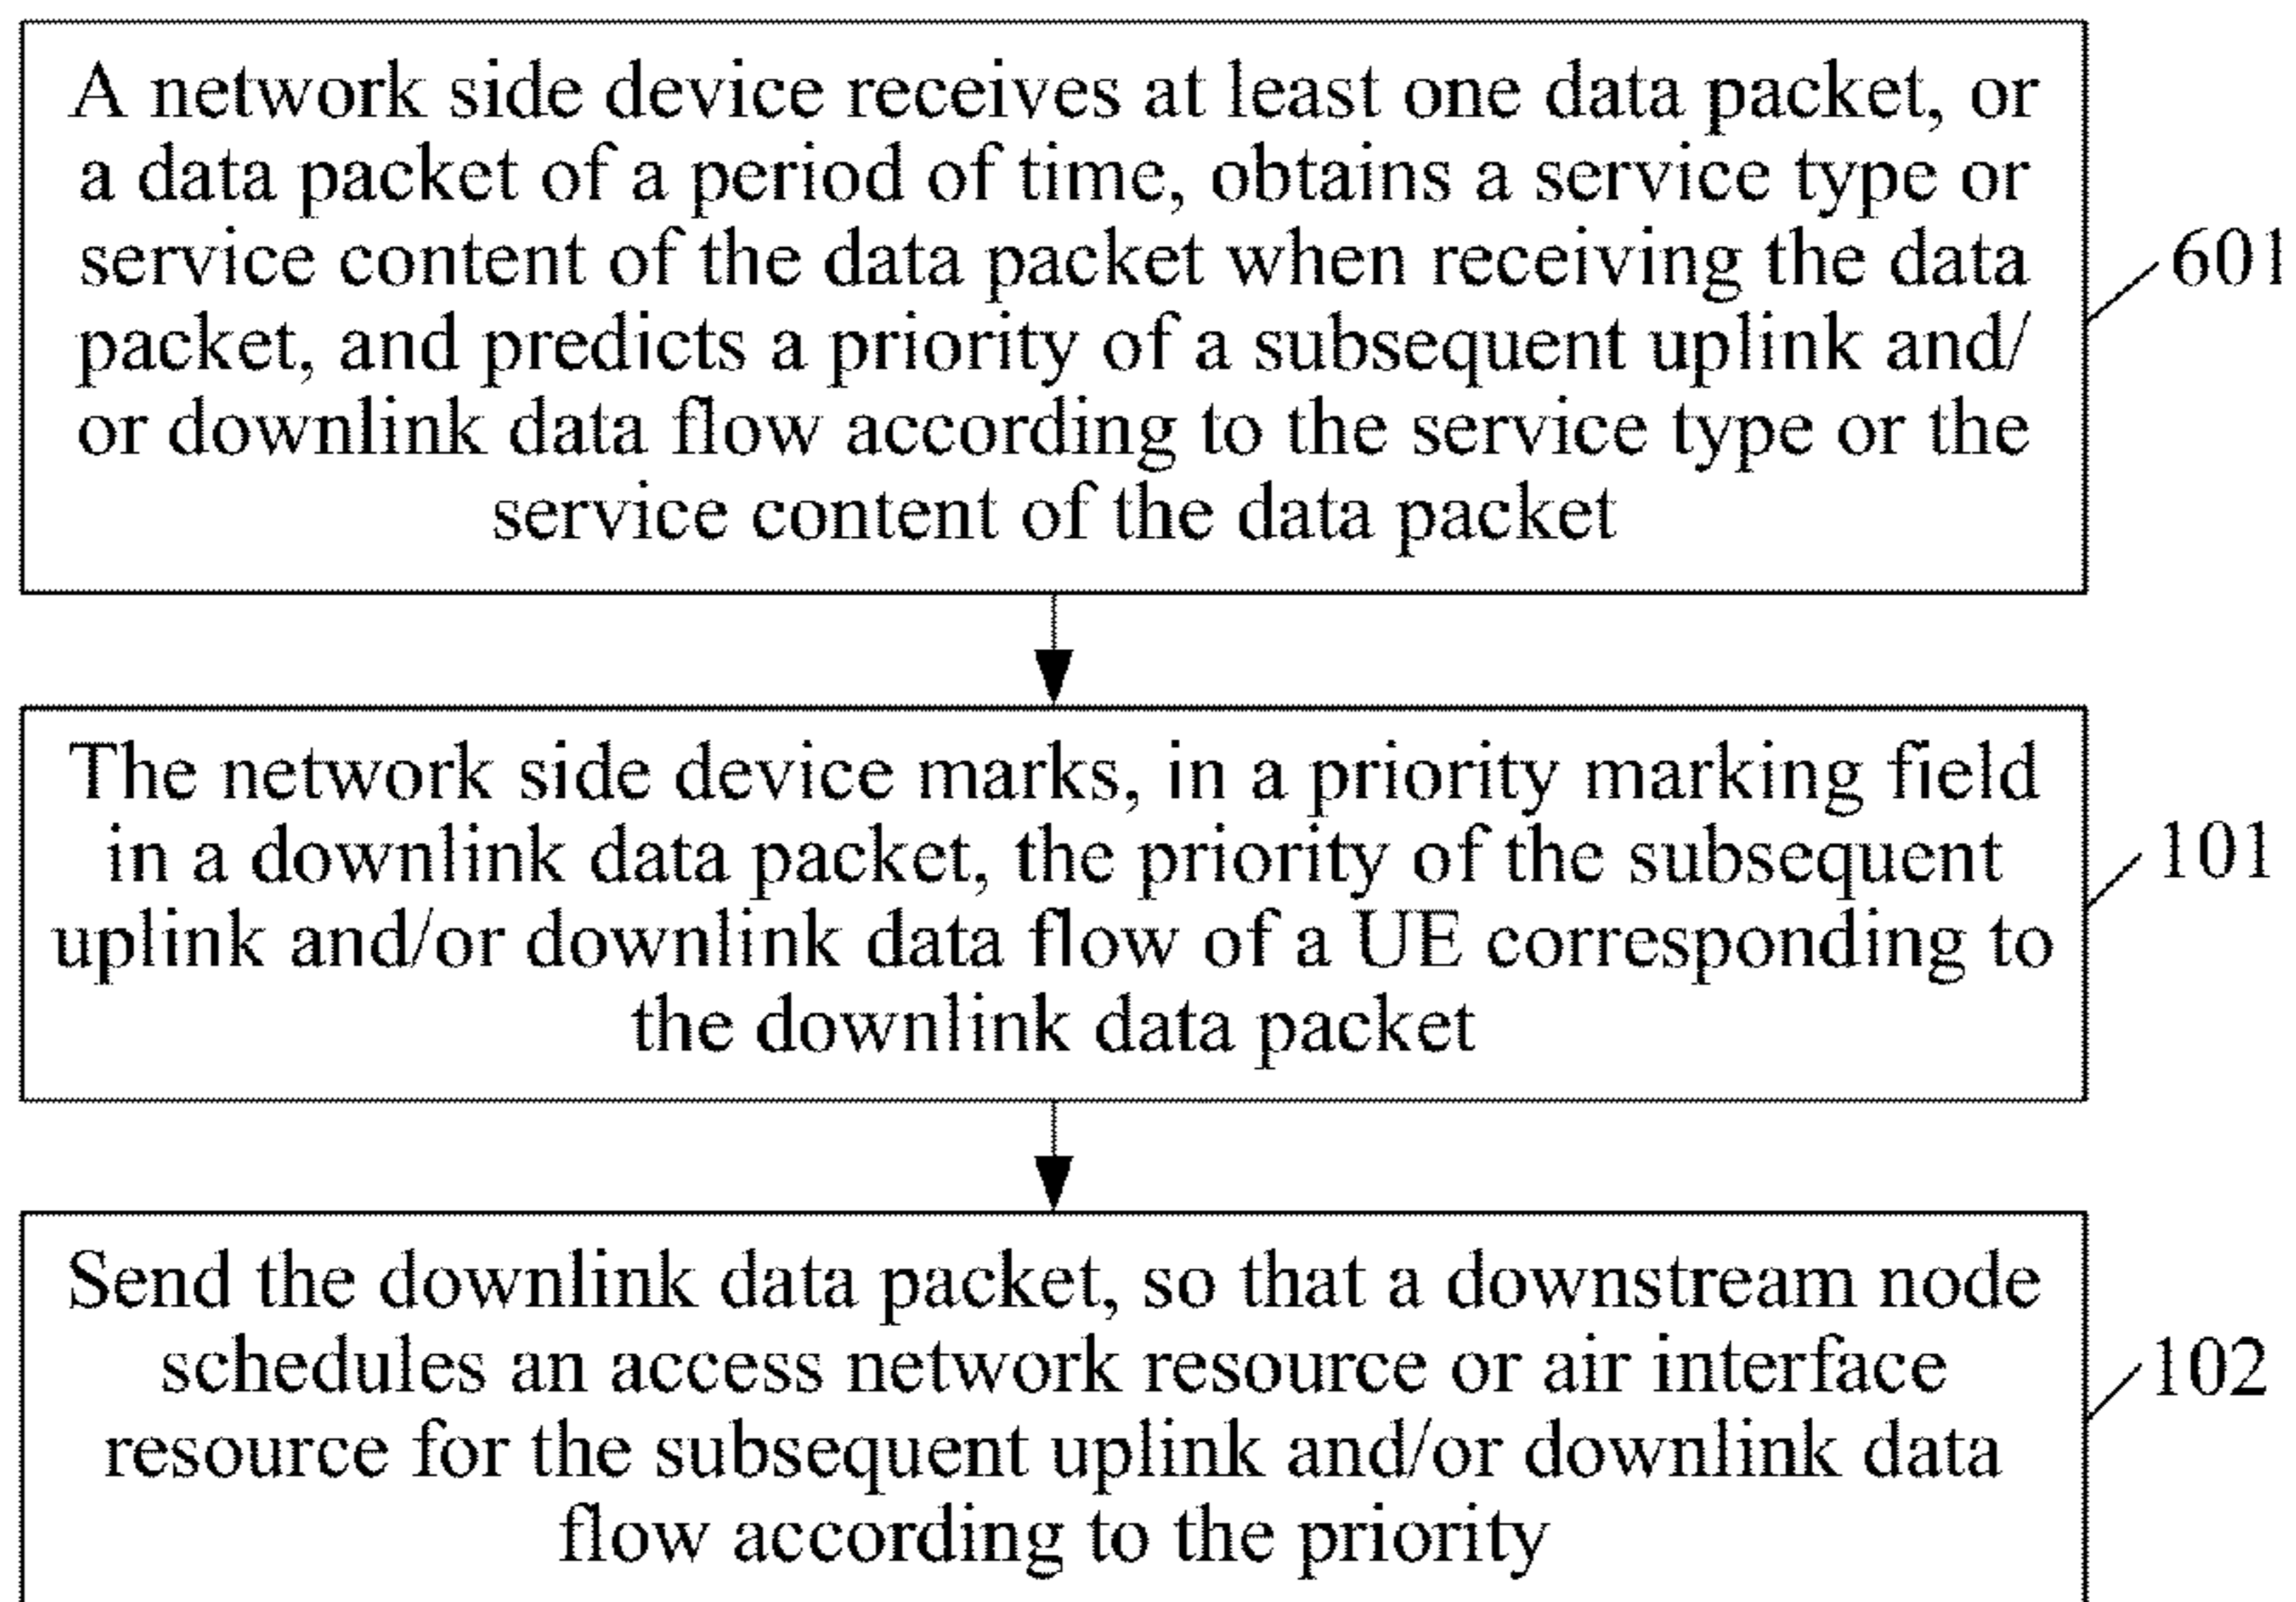 A network side device receives at least one data packet, or
a data packet of a period of time, obtains a service type or
service content of the data packet when receiving the data
packet, and predicts a priority of a subsequent uplink and/
or downlink data flow according to the service type or the
service content of the data packet
601
The network side device marks, in a priority marking field
in a downlink data packet, the priority of the subsequent
uplink and/or downlink data flow of a UE corresponding to
the downlink data packet
101
Send the downlink data packet, so that a downstream node
schedules an access network resource or air interface
resource for the subsequent uplink and/or downlink data
flow according to the priority
102